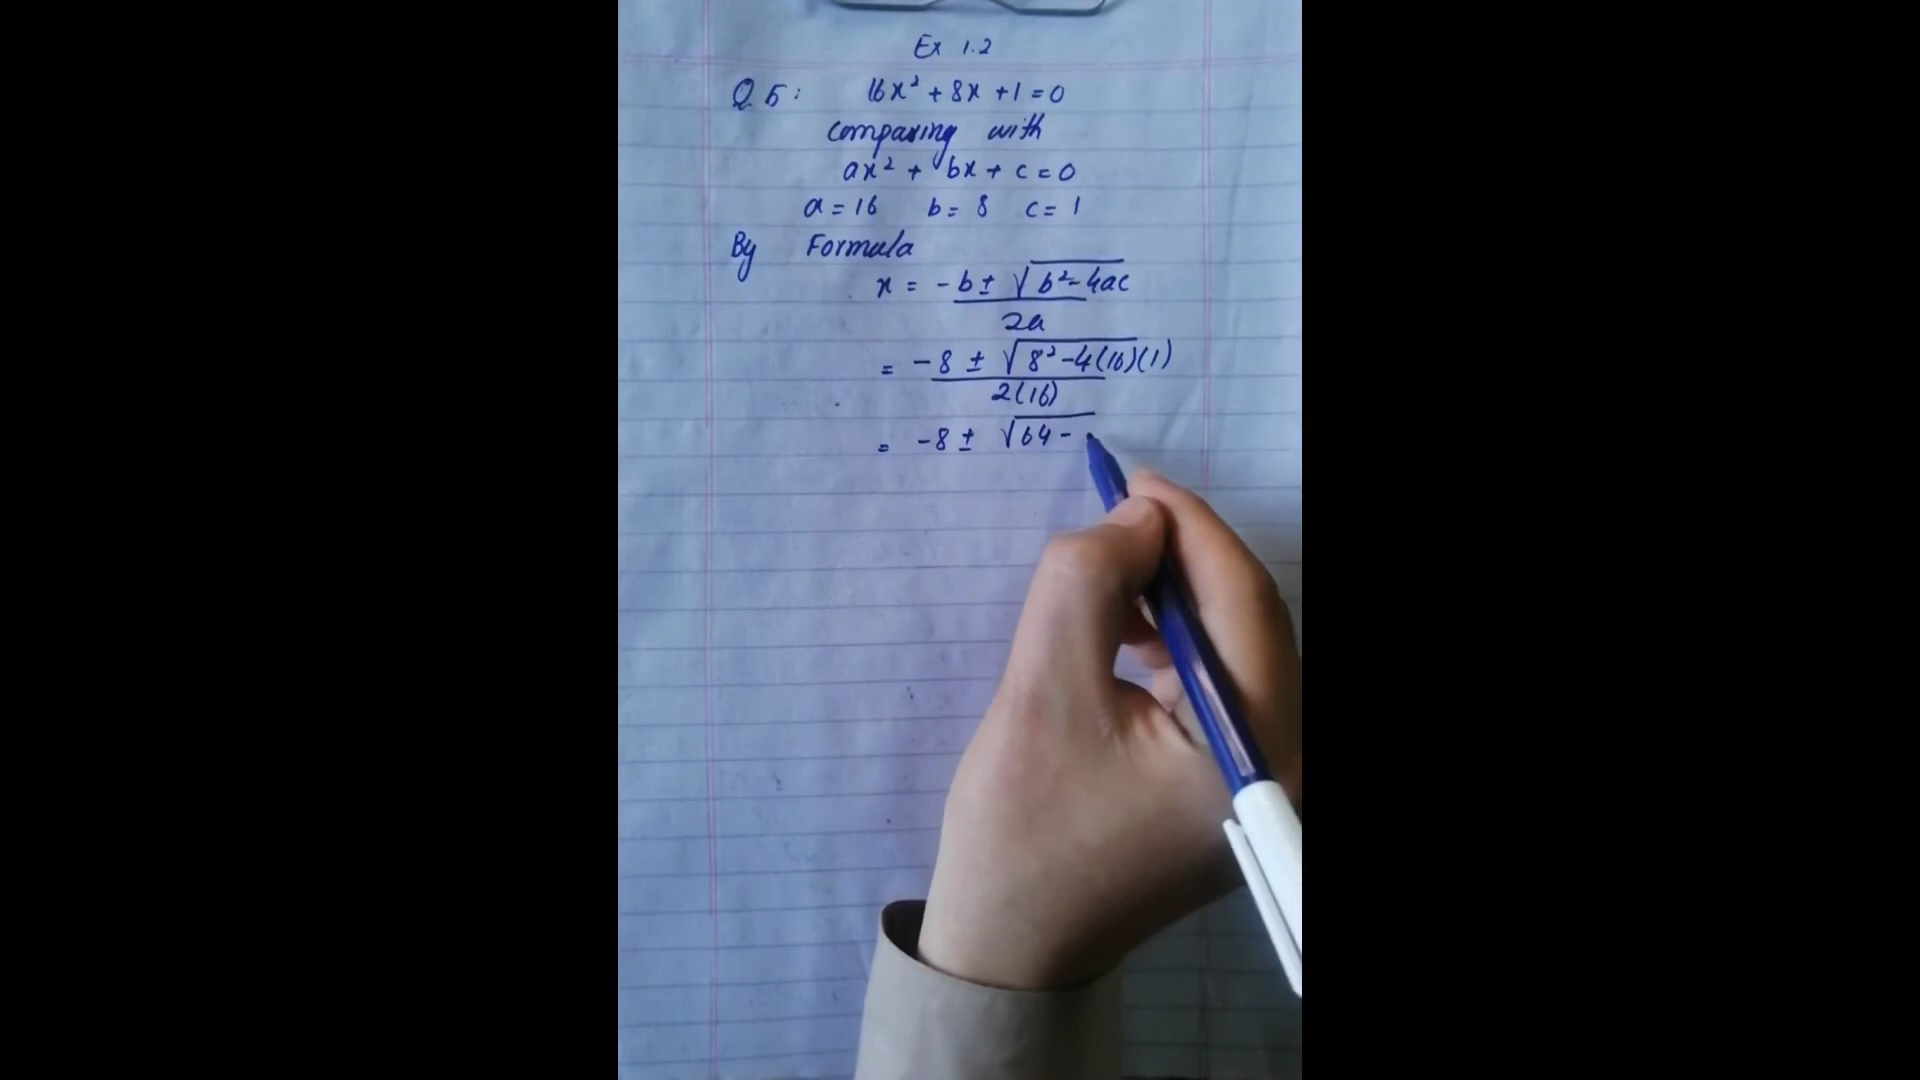 Ex 1.2
Q 5: 16x² + 8x + 1 = 0
comparing with
ax² + bx + c = 0
a = 16 b = 8 c = 1
By Formula
x = -b ± √b² - 4ac
2a
= -8 ± √8² - 4(16)(1)
2(16)
= -8 ± √64 -